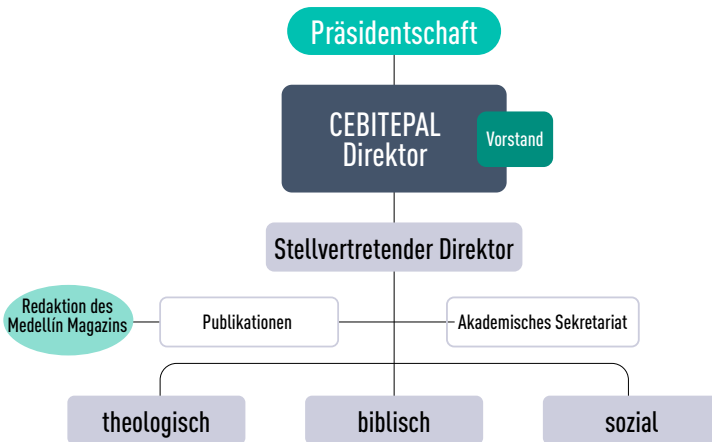 Präsidentschaft
CEBITEPAL
Direktor
Vorstand
Stellvertretender Direktor
Redaktion des
Medellín Magazins
Publikationen
Akademisches Sekretariat
theologisch
biblisch
sozial